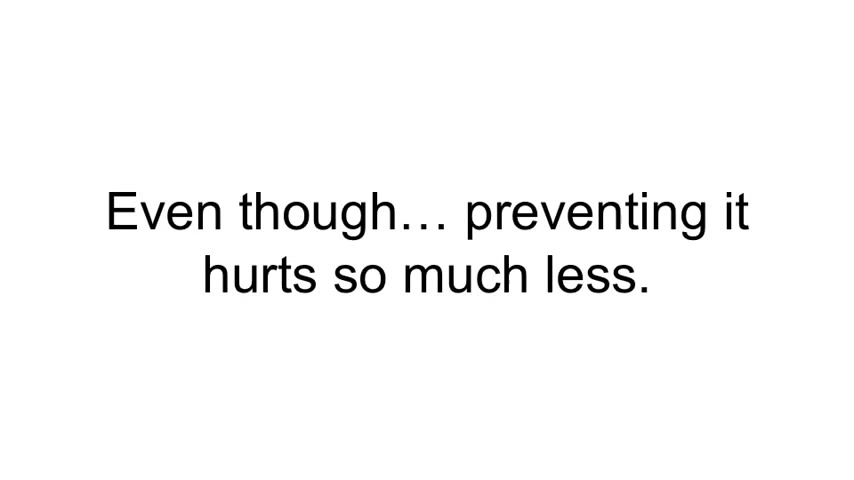 Even though… preventing it
hurts so much less.